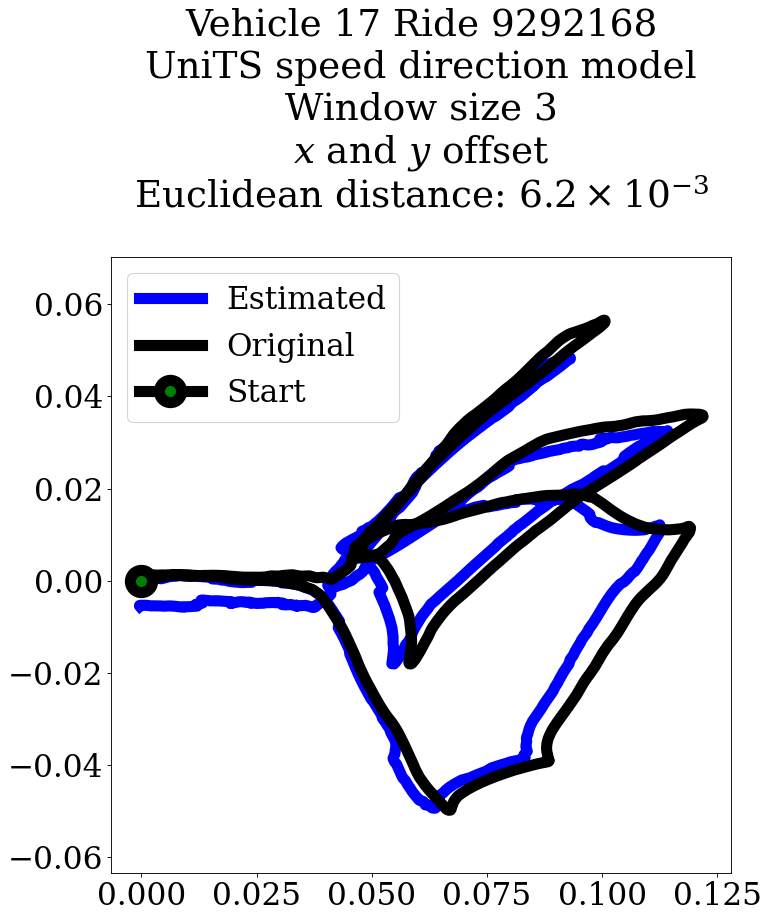 Vehicle 17 Ride 9292168
UniTS speed direction model
Window size 3
x and y offset
Euclidean distance: 6.2 × 10⁻³
Estimated
Original
Start
0.06
0.04
0.02
0.00
−0.02
−0.04
−0.06
0.000 0.025 0.050 0.075 0.100 0.125